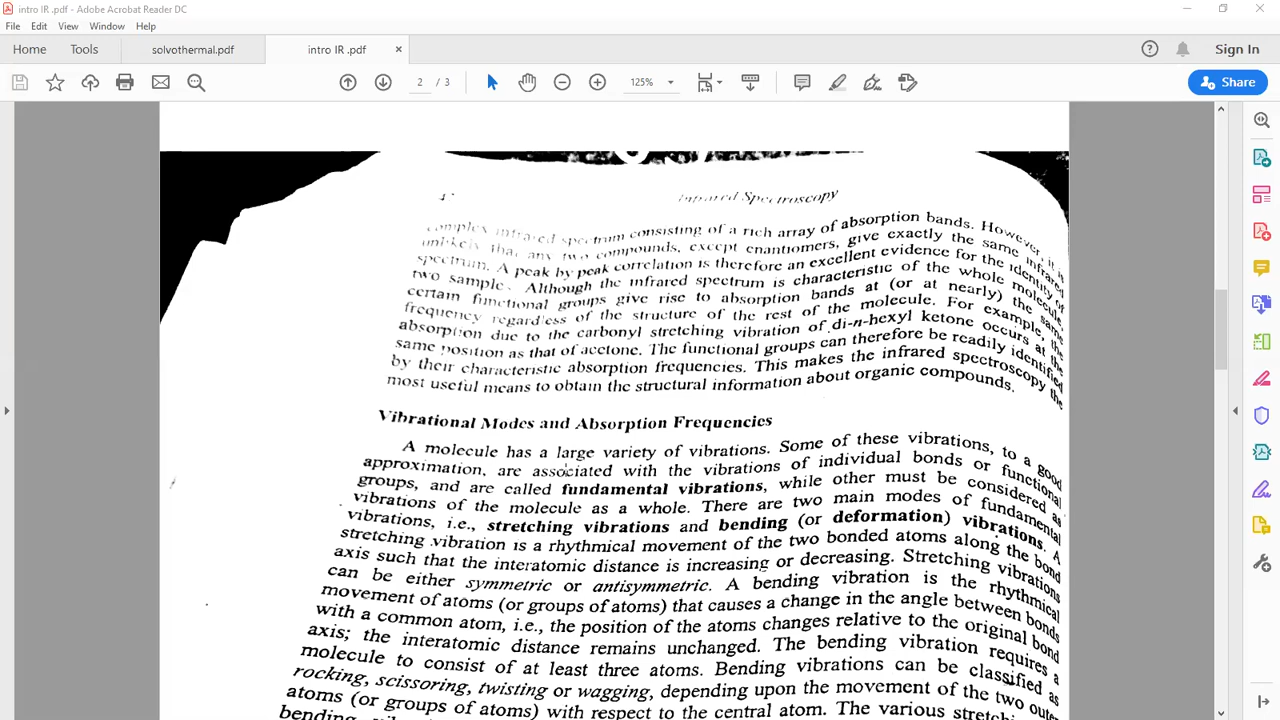 intro IR .pdf - Adobe Acrobat Reader DC
File Edit View Window Help
Home Tools solvothermal.pdf intro IR .pdf × Sign In
2 / 3 125% Share
Infrared Spectroscopy
complex infrared spectrum consisting of a rich array of absorption bands. However, it is
unlikely that any two compounds, except enantiomers, give exactly the same infrared
spectrum. A peak by peak correlation is therefore an excellent evidence for the identity of
two sample. Although the infrared spectrum is characteristic of the whole molecule,
certain functional groups give rise to absorption bands at (or at nearly) the same
frequency regardless of the structure of the rest of the molecule. For example, the
absorption due to the carbonyl stretching vibration of di-n-hexyl ketone occurs at the
same position as that of acetone. The functional groups can therefore be readily identified
by their characteristic absorption frequencies. This makes the infrared spectroscopy the
most useful means to obtain the structural information about organic compounds.
Vibrational Modes and Absorption Frequencies
A molecule has a large variety of vibrations. Some of these vibrations, to a good
approximation, are associated with the vibrations of individual bonds or functional
groups, and are called fundamental vibrations, while other must be considered as
vibrations of the molecule as a whole. There are two main modes of fundamental
vibrations, i.e., stretching vibrations and bending (or deformation) vibrations. A
stretching vibration is a rhythmical movement of the two bonded atoms along the bond
axis such that the interatomic distance is increasing or decreasing. Stretching vibrations
can be either symmetric or antisymmetric. A bending vibration is the rhythmical
movement of atoms (or groups of atoms) that causes a change in the angle between bonds
with a common atom, i.e., the position of the atoms changes relative to the original bond
axis; the interatomic distance remains unchanged. The bending vibration requires a
molecule to consist of at least three atoms. Bending vibrations can be classified as
rocking, scissoring, twisting or wagging, depending upon the movement of the two outer
atoms (or groups of atoms) with respect to the central atom. The various
bending